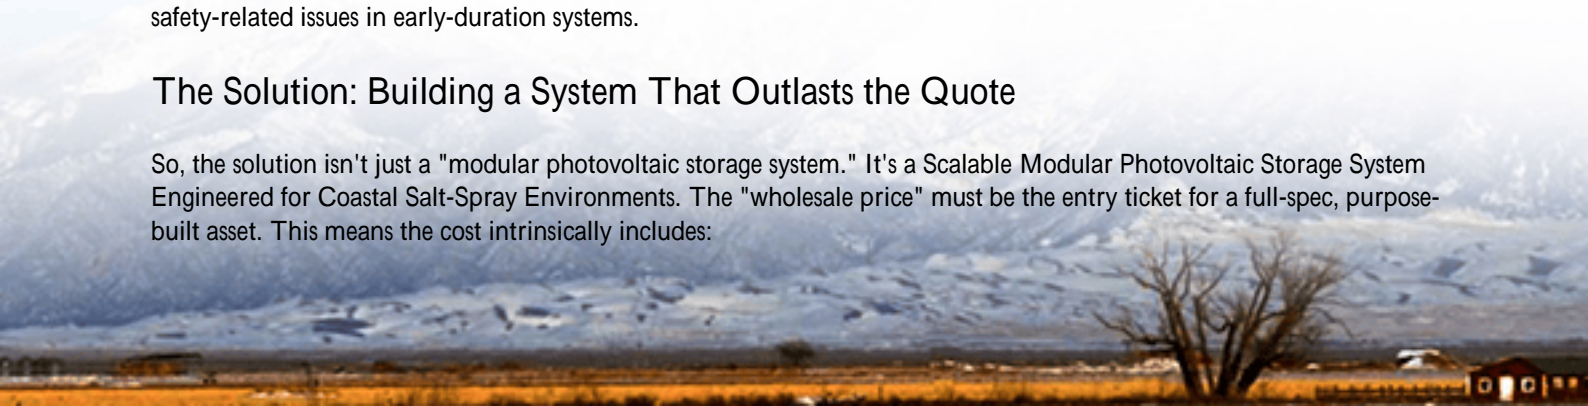 safety-related issues in early-duration systems.
The Solution: Building a System That Outlasts the Quote
So, the solution isn't just a "modular photovoltaic storage system." It's a Scalable Modular Photovoltaic Storage System
Engineered for Coastal Salt-Spray Environments. The "wholesale price" must be the entry ticket for a full-spec, purpose-
built asset. This means the cost intrinsically includes: